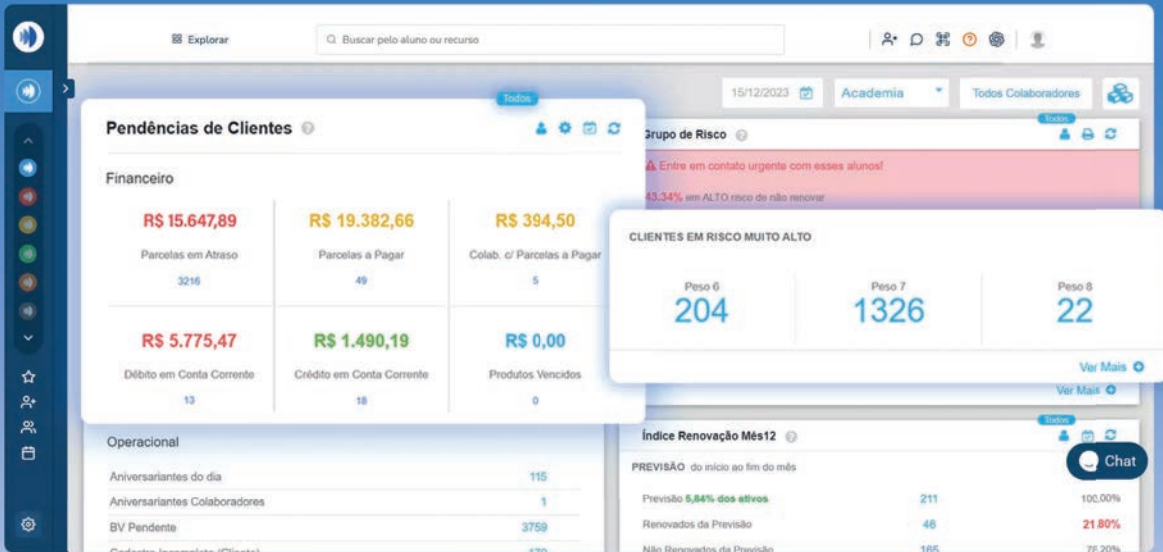 Explorar
Buscar pelo aluno ou recurso
15/12/2023
Academia
Todos Colaboradores
Todos
Pendências de Clientes
Financeiro
R$ 15.647,89
Parcelas em Atraso
3216
R$ 19.382,66
Parcelas a Pagar
49
R$ 394,50
Colab. c/ Parcelas a Pagar
5
R$ 5.775,47
Débito em Conta Corrente
13
R$ 1.490,19
Crédito em Conta Corrente
18
R$ 0,00
Produtos Vencidos
0
Operacional
Aniversariantes do dia 115
Aniversariantes Colaboradores 1
BV Pendente 3759
Cadastro Incompleto (Cliente) 170
Todos
Grupo de Risco
Entre em contato urgente com esses alunos!
43.34% em ALTO risco de não renovar
CLIENTES EM RISCO MUITO ALTO
Peso 6
204
Peso 7
1326
Peso 8
22
Ver Mais
Ver Mais
Todos
Índice Renovação Mês12
PREVISÃO do início ao fim do mês
Previsão 5,84% dos ativos 211 100,00%
Renovados da Previsão 46 21.80%
Não Renovados da Previsão 165 78.20%
Chat